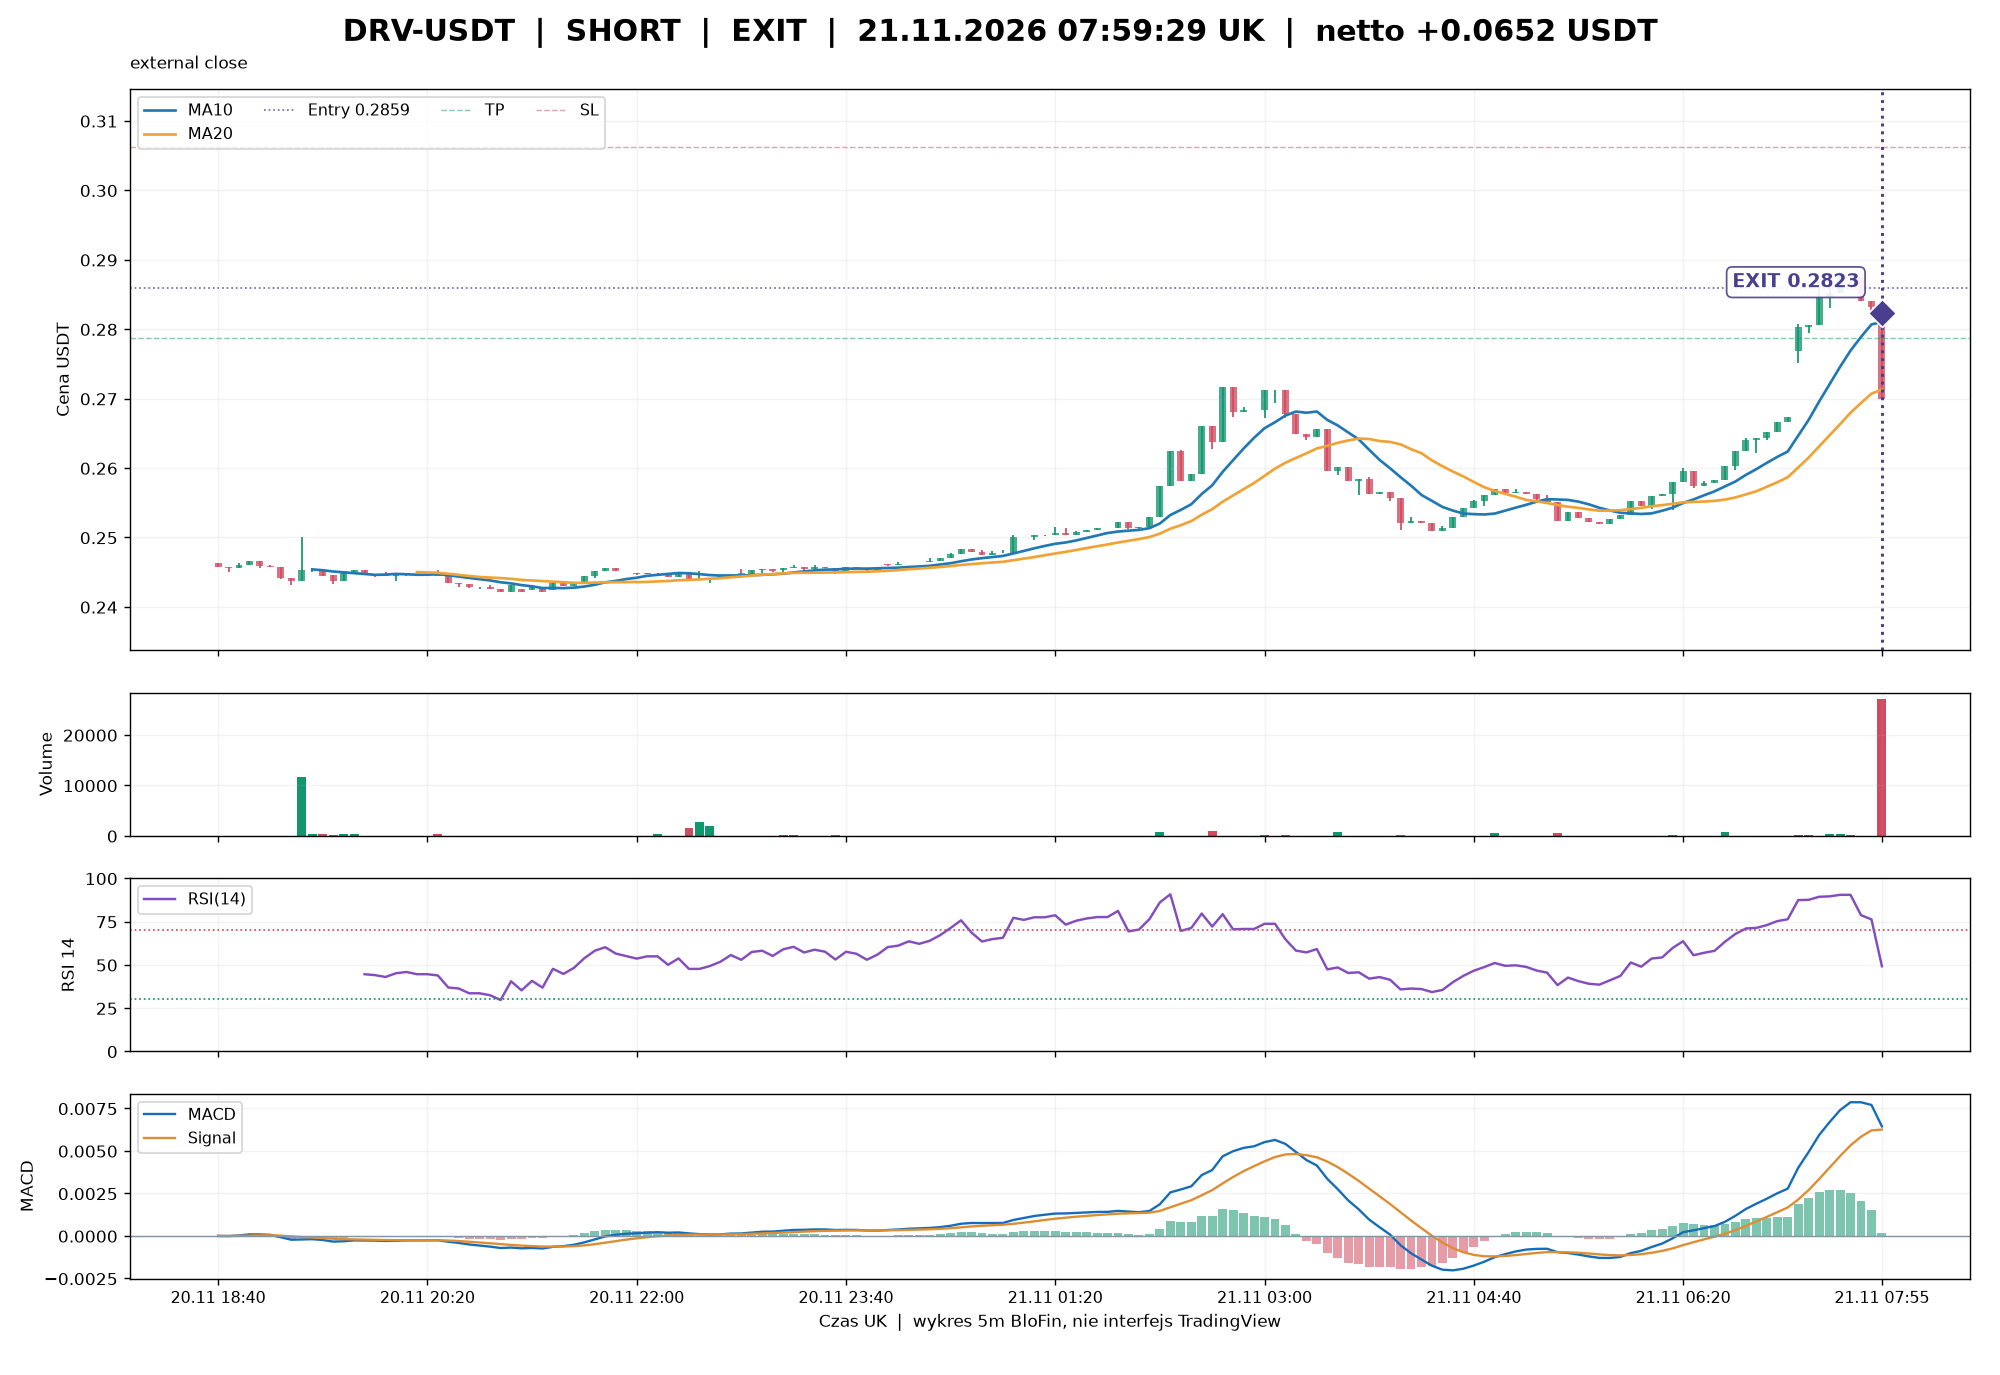 DRV-USDT | SHORT | EXIT | 21.11.2026 07:59:29 UK | netto +0.0652 USDT
external close
MA10
MA20
Entry 0.2859
TP
SL
0.31
0.30
0.29
0.28
0.27
0.26
0.25
0.24
Cena USDT
EXIT 0.2823
20000
10000
0
Volume
RSI(14)
100
75
50
25
0
RSI 14
MACD
Signal
0.0075
0.0050
0.0025
0.0000
−0.0025
MACD
20.11 18:40
20.11 20:20
20.11 22:00
20.11 23:40
21.11 01:20
21.11 03:00
21.11 04:40
21.11 06:20
21.11 07:55
Czas UK | wykres 5m BloFin, nie interfejs TradingView